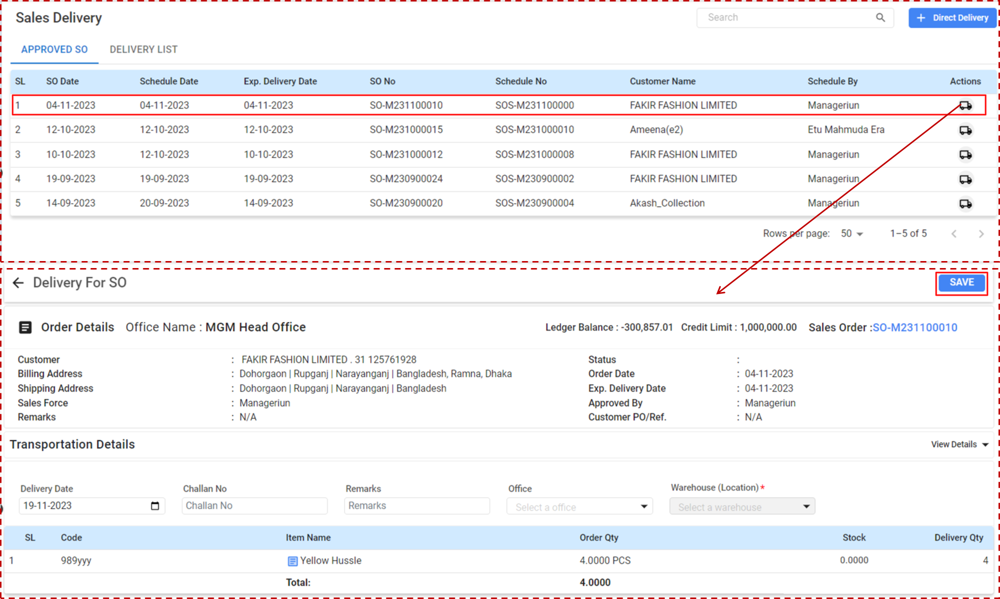 Sales Delivery
Search
+ Direct Delivery
APPROVED SO DELIVERY LIST
SL SO Date Schedule Date Exp. Delivery Date SO No Schedule No Customer Name Schedule By Actions
1 04-11-2023 04-11-2023 04-11-2023 SO-M231100010 SOS-M231100000 FAKIR FASHION LIMITED Manageriun
2 12-10-2023 12-10-2023 12-10-2023 SO-M231000015 SOS-M231000010 Ameena(e2) Etu Mahmuda Era
3 10-10-2023 12-10-2023 10-10-2023 SO-M231000012 SOS-M231000008 FAKIR FASHION LIMITED Manageriun
4 19-09-2023 19-09-2023 19-09-2023 SO-M230900024 SOS-M230900002 FAKIR FASHION LIMITED Manageriun
5 14-09-2023 20-09-2023 14-09-2023 SO-M230900020 SOS-M230900004 Akash_Collection Manageriun
Rows per page: 50 1–5 of 5
Delivery For SO
SAVE
Order Details Office Name : MGM Head Office Ledger Balance : -300,857.01 Credit Limit : 1,000,000.00 Sales Order :SO-M231100010
Customer : FAKIR FASHION LIMITED . 31 125761928 Status :
Billing Address : Dohorgaon | Rupganj | Narayanganj | Bangladesh, Ramna, Dhaka Order Date : 04-11-2023
Shipping Address : Dohorgaon | Rupganj | Narayanganj | Bangladesh Exp. Delivery Date : 04-11-2023
Sales Force : Manageriun Approved By : Manageriun
Remarks : N/A Customer PO/Ref. : N/A
Transportation Details View Details
Delivery Date Challan No Remarks Office Warehouse (Location)*
19-11-2023 Challan No Remarks Select a office Select a warehouse
SL Code Item Name Order Qty Stock Delivery Qty
1 989yyy Yellow Hussle 4.0000 PCS 0.0000 4
Total: 4.0000